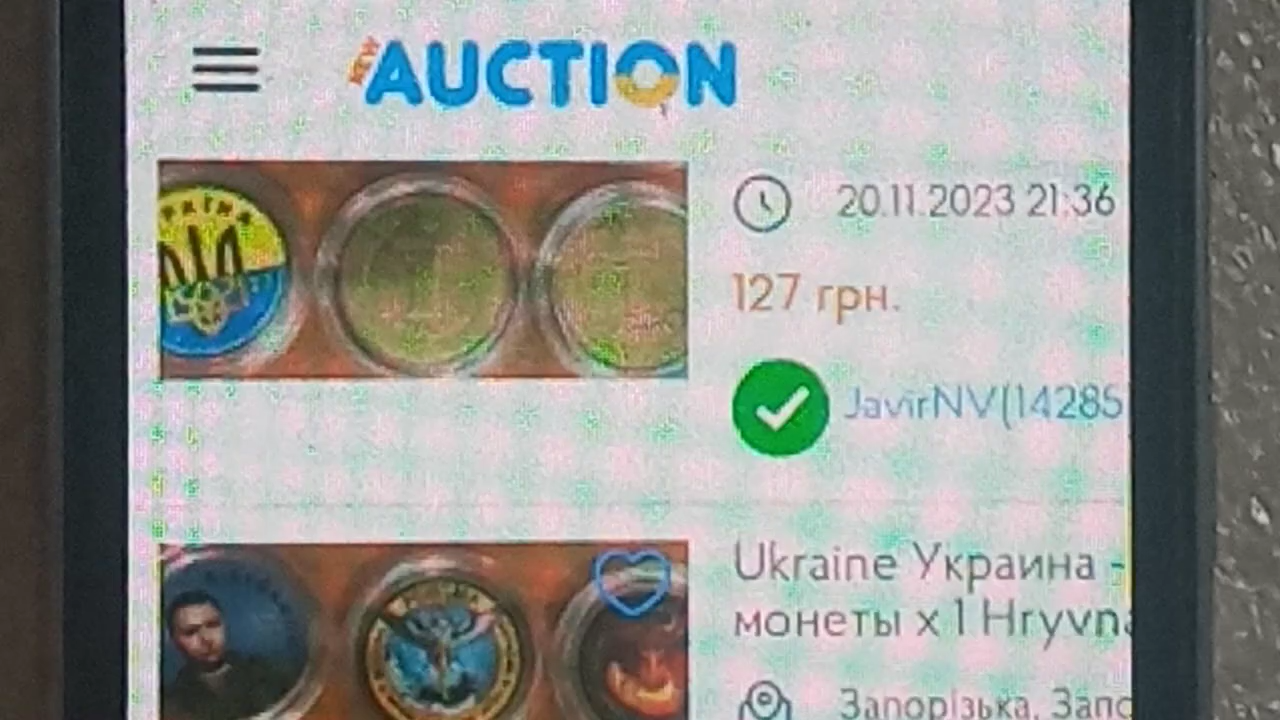 AUCTION
20.11.2023 21:36
127 грн.
JavirNV(14285
Ukraine Украина -
монеты x 1 Hryvna
Запорізька, Запо